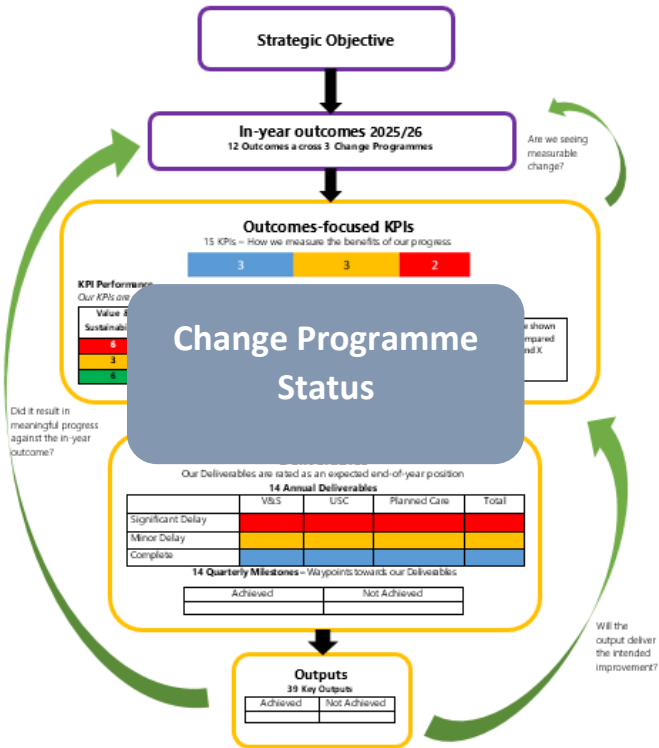 Strategic Objective
In-year outcomes 2025/26
12 Outcomes across 3 Change Programmes
Are we seeing
measurable
change?
Outcomes-focused KPIs
15 KPIs – How we measure the benefits of our progress
3 3 2
KPI Performance
Our KPIs are
Value &
6
3
6
shown
nd X
Change Programme
Status
Did it result in
meaningful progress
against the in-year
outcome?
Our Deliverables are rated as an expected end-of-year position
14 Annual Deliverables
V&S USC Planned Care Total
Significant Delay
Minor Delay
Complete
14 Quarterly Milestones – Waypoints towards our Deliverables
Achieved Not Achieved
Will the
output deliver
the intended
improvement?
Outputs
39 Key Outputs
Achieved Not Achieved